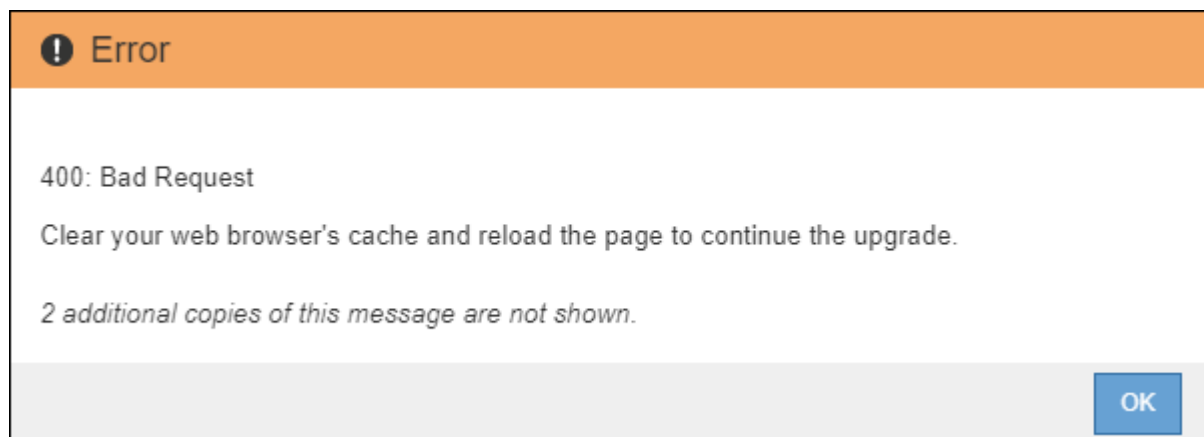 Error
400: Bad Request
Clear your web browser's cache and reload the page to continue the upgrade.
2 additional copies of this message are not shown.
OK